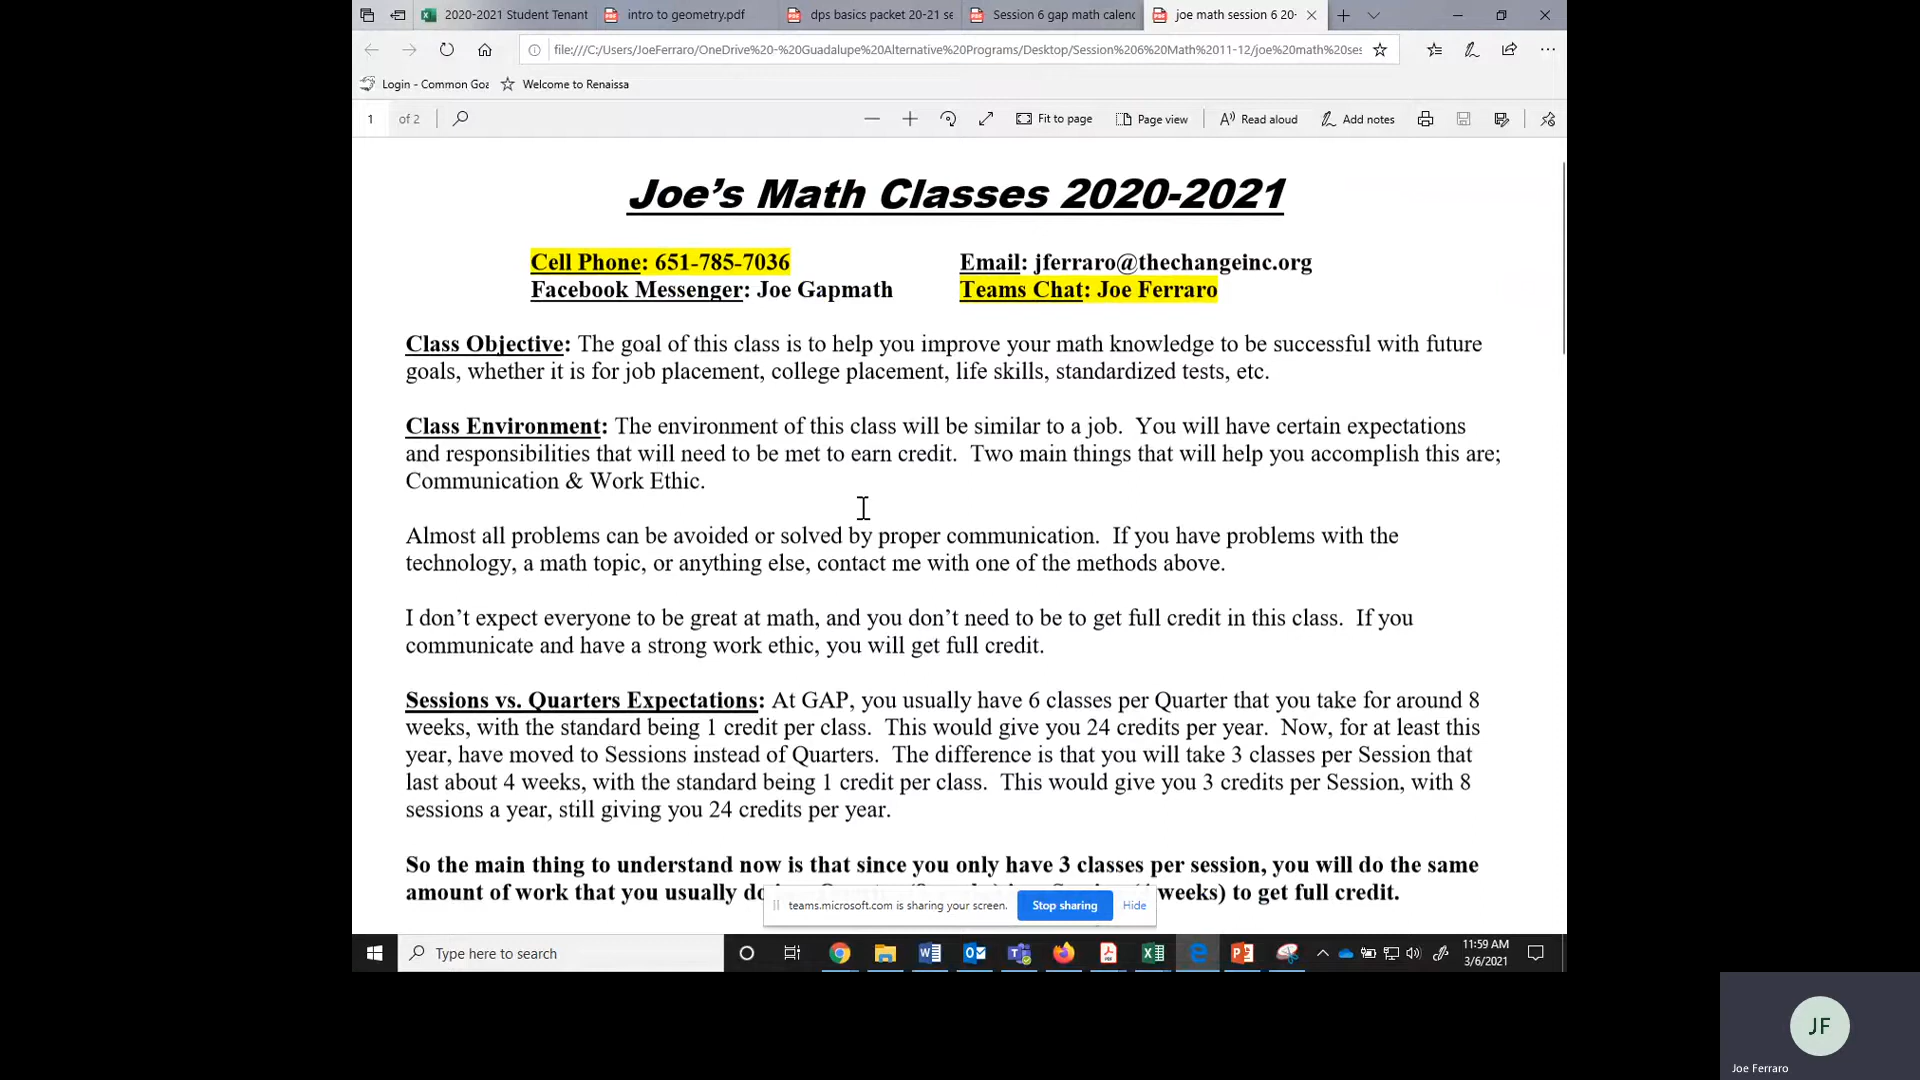 2020-2021 Student Tenant
intro to geometry.pdf
dps basics packet 20-21 se
Session 6 gap math calend
joe math session 6 20-
file:///C:/Users/JoeFerraro/OneDrive%20-%20Guadalupe%20Alternative%20Programs/Desktop/Session%206%20Math%2011-12/joe%20math%20ses
Login - Common Goa
Welcome to Renaissa
1 of 2
Fit to page
Page view
Read aloud
Add notes
Joe's Math Classes 2020-2021
Cell Phone: 651-785-7036 Email: jferraro@thechangeinc.org
Facebook Messenger: Joe Gapmath Teams Chat: Joe Ferraro
Class Objective: The goal of this class is to help you improve your math knowledge to be successful with future
goals, whether it is for job placement, college placement, life skills, standardized tests, etc.
Class Environment: The environment of this class will be similar to a job. You will have certain expectations
and responsibilities that will need to be met to earn credit. Two main things that will help you accomplish this are;
Communication & Work Ethic.
Almost all problems can be avoided or solved by proper communication. If you have problems with the
technology, a math topic, or anything else, contact me with one of the methods above.
I don't expect everyone to be great at math, and you don't need to be to get full credit in this class. If you
communicate and have a strong work ethic, you will get full credit.
Sessions vs. Quarters Expectations: At GAP, you usually have 6 classes per Quarter that you take for around 8
weeks, with the standard being 1 credit per class. This would give you 24 credits per year. Now, for at least this
year, have moved to Sessions instead of Quarters. The difference is that you will take 3 classes per Session that
last about 4 weeks, with the standard being 1 credit per class. This would give you 3 credits per Session, with 8
sessions a year, still giving you 24 credits per year.
So the main thing to understand now is that since you only have 3 classes per session, you will do the same
amount of work that you usually do weeks) to get full credit.
teams.microsoft.com is sharing your screen. Stop sharing Hide
Type here to search
11:59 AM
3/6/2021
JF
Joe Ferraro